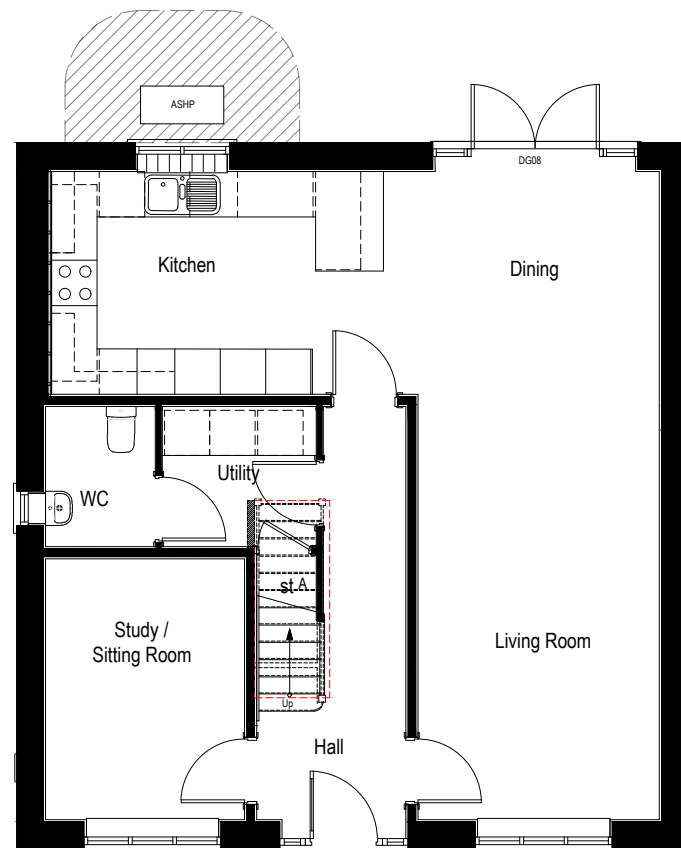 ASHP
DG08
Kitchen
Dining
Utility
WC
st A
Study /
Sitting Room
Living Room
Up
Hall